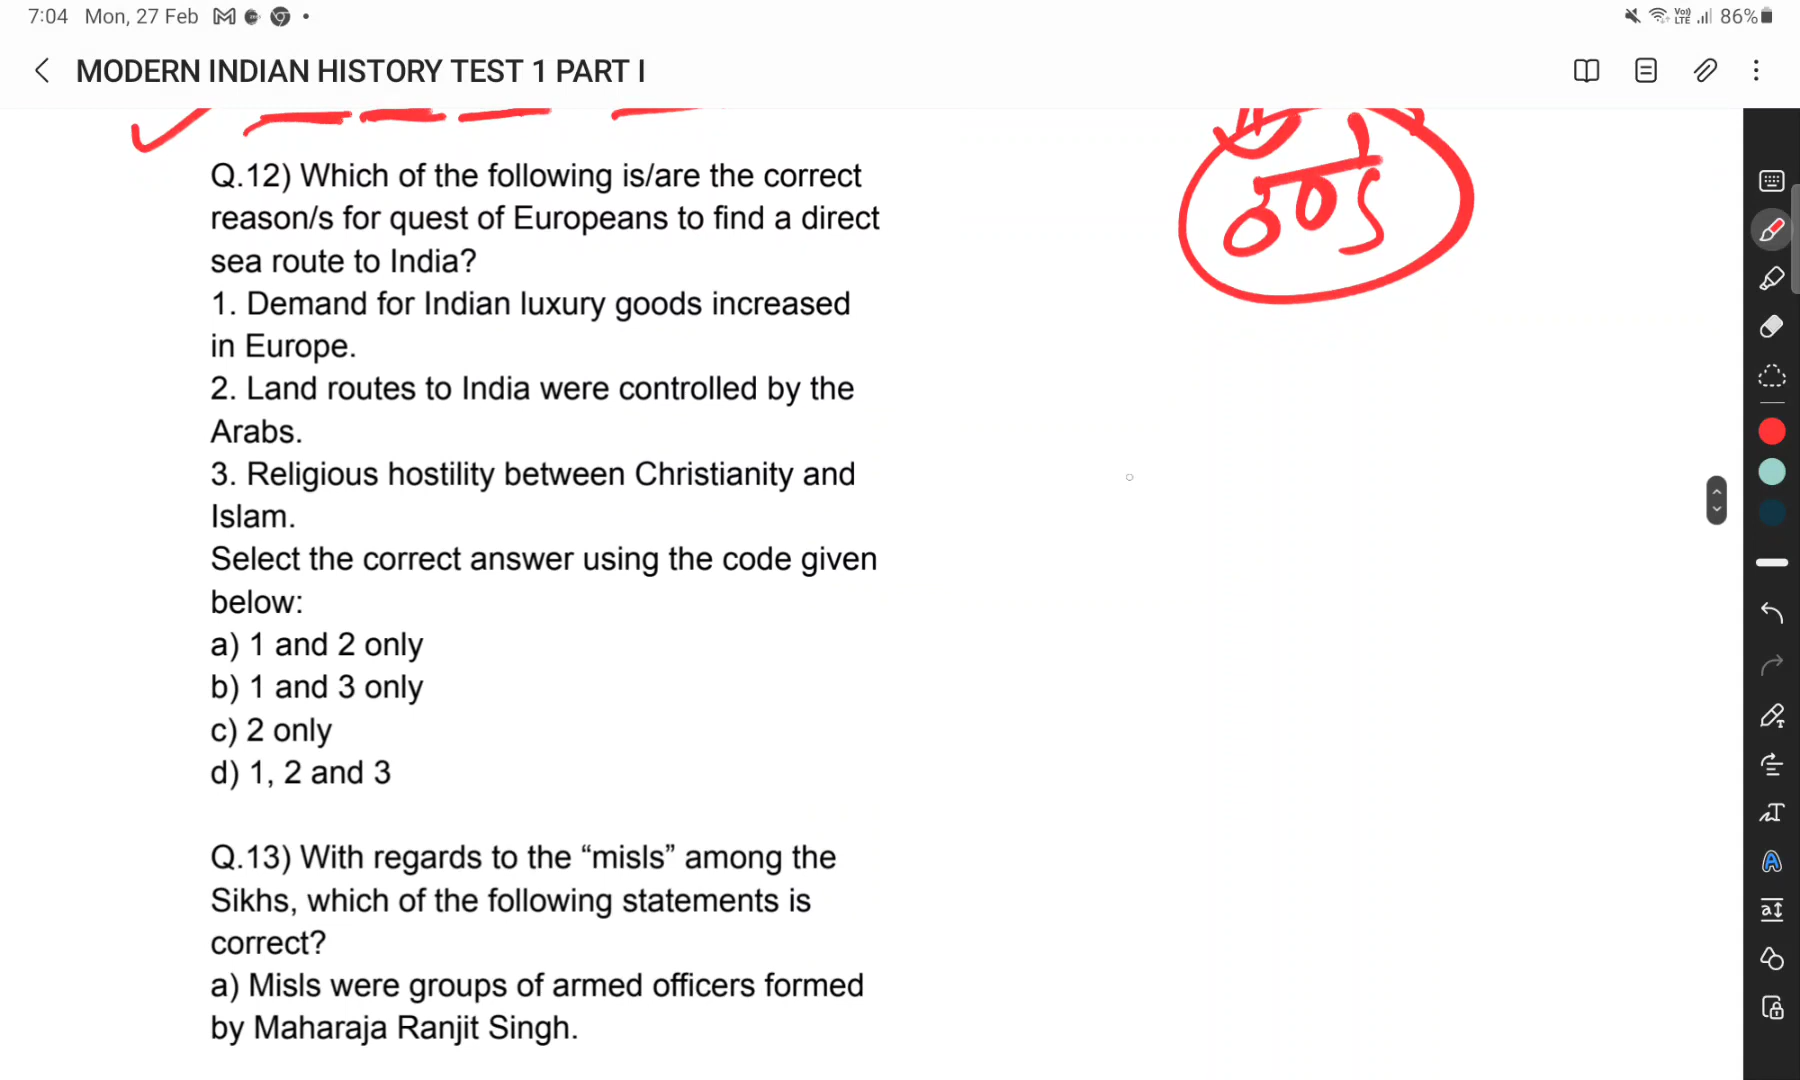 7:04 Mon, 27 Feb
86%
MODERN INDIAN HISTORY TEST 1 PART I
Q.12) Which of the following is/are the correct
reason/s for quest of Europeans to find a direct
sea route to India?
1. Demand for Indian luxury goods increased
in Europe.
2. Land routes to India were controlled by the
Arabs.
3. Religious hostility between Christianity and
Islam.
Select the correct answer using the code given
below:
a) 1 and 2 only
b) 1 and 3 only
c) 2 only
d) 1, 2 and 3
Q.13) With regards to the “misls” among the
Sikhs, which of the following statements is
correct?
a) Misls were groups of armed officers formed
by Maharaja Ranjit Singh.